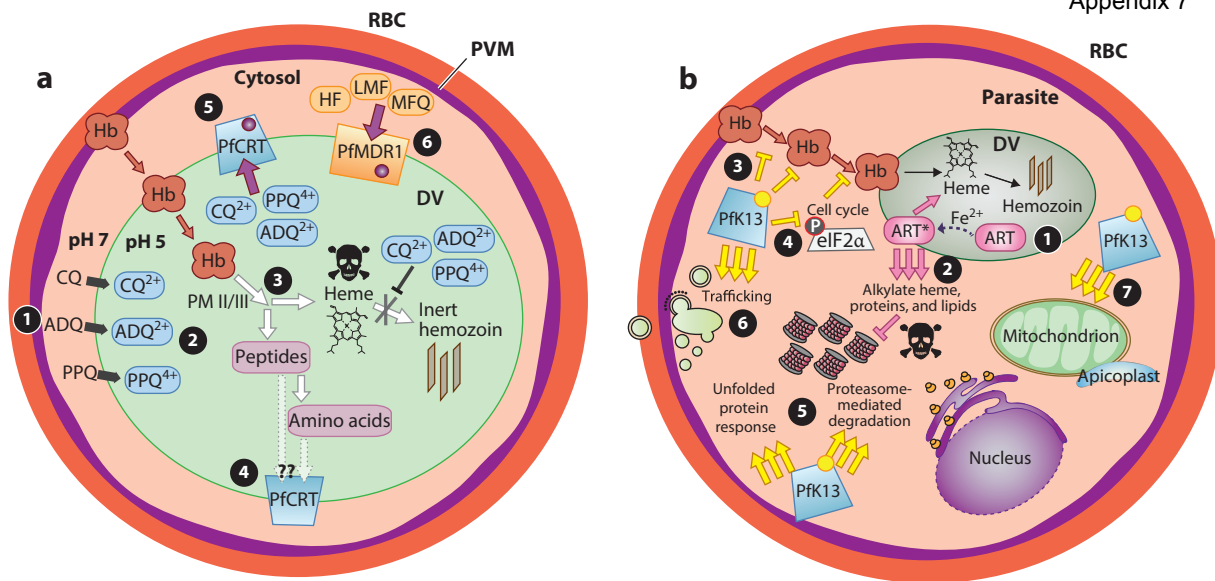 Appendix 7
a
RBC
PVM
Cytosol
Hb
5
PfCRT
HF
LMF
MFQ
PfMDR1
6
Hb
CQ²⁺
PPQ⁴⁺
ADQ²⁺
DV
pH 7
pH 5
Hb
CQ²⁺
ADQ²⁺
PPQ⁴⁺
CQ
CQ²⁺
PM II/III
3
Heme
Inert
hemozoin
1
ADQ
ADQ²⁺
2
PPQ
PPQ⁴⁺
Peptides
Amino acids
4
??
PfCRT
b
RBC
Parasite
Hb
Hb
Hb
3
DV
Heme
Hemozoin
PfK13
4
Cell cycle
P
eIF2α
ART*
Fe²⁺
ART
1
2
PfK13
7
Trafficking
6
Alkylate heme,
proteins, and lipids
Mitochondrion
Apicoplast
Unfolded
protein
response
5
Proteasome-
mediated
degradation
PfK13
Nucleus